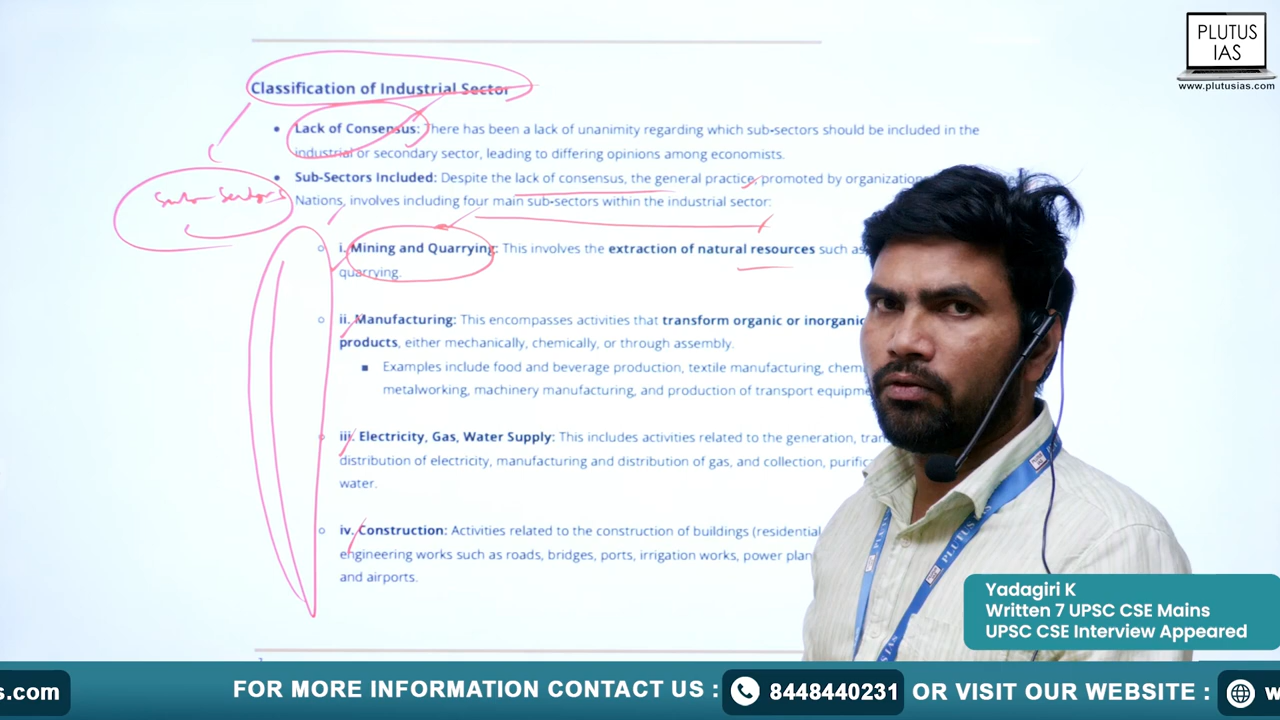 PLUTUS
IAS
www.plutusias.com
Classification of Industrial Sector
• Lack of Consensus: There has been a lack of unanimity regarding which sub-sectors should be included in the
industrial or secondary sector, leading to differing opinions among economists.
• Sub-Sectors Included: Despite the lack of consensus, the general practice, promoted by
Nations, involves including four main sub-sectors within the industrial sector:
Sub-Sectors
i. Mining and Quarrying: This involves the extraction of natural resources such as
quarrying.
ii. Manufacturing: This encompasses activities that transform organic or
products, either mechanically, chemically, or through assembly.
Examples include food and beverage production, textile manufacturing,
metalworking, machinery manufacturing, and production of transport
iii. Electricity, Gas, Water Supply: This includes activities related to the generation,
distribution of electricity, manufacturing and distribution of gas, and collection,
water.
iv. Construction: Activities related to the construction of buildings (residential
engineering works such as roads, bridges, ports, irrigation works, power
and airports.
Yadagiri K
Written 7 UPSC CSE Mains
UPSC CSE Interview Appeared
s.com FOR MORE INFORMATION CONTACT US : 8448440231 OR VISIT OUR WEBSITE : w